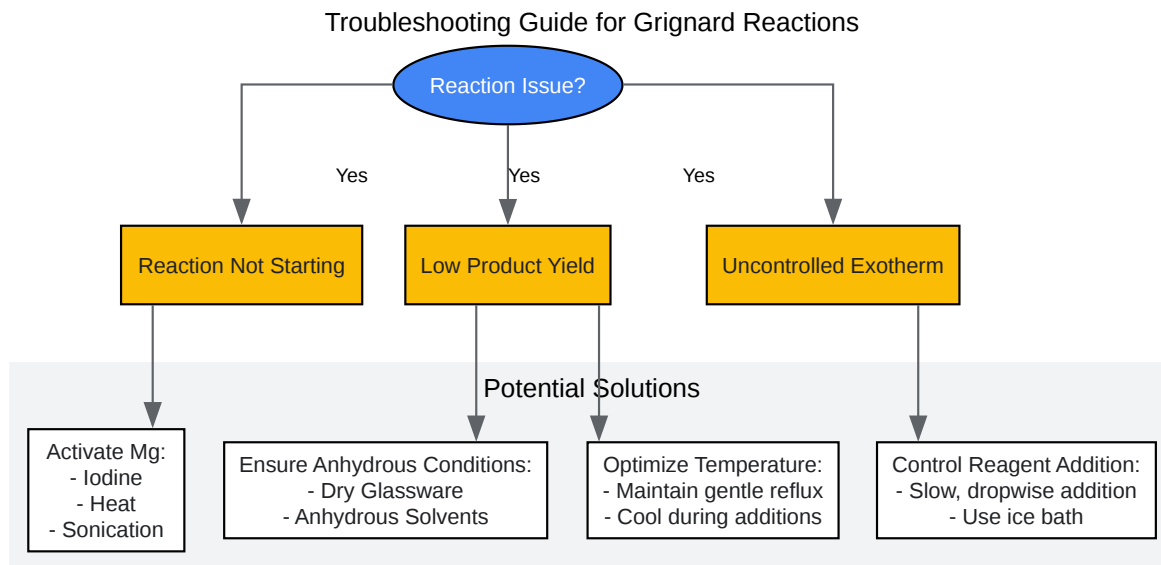 Troubleshooting Guide for Grignard Reactions
Reaction Issue?
Yes
Yes
Yes
Reaction Not Starting
Low Product Yield
Uncontrolled Exotherm
Potential Solutions
Activate Mg:
- Iodine
- Heat
- Sonication
Ensure Anhydrous Conditions:
- Dry Glassware
- Anhydrous Solvents
Optimize Temperature:
- Maintain gentle reflux
- Cool during additions
Control Reagent Addition:
- Slow, dropwise addition
- Use ice bath